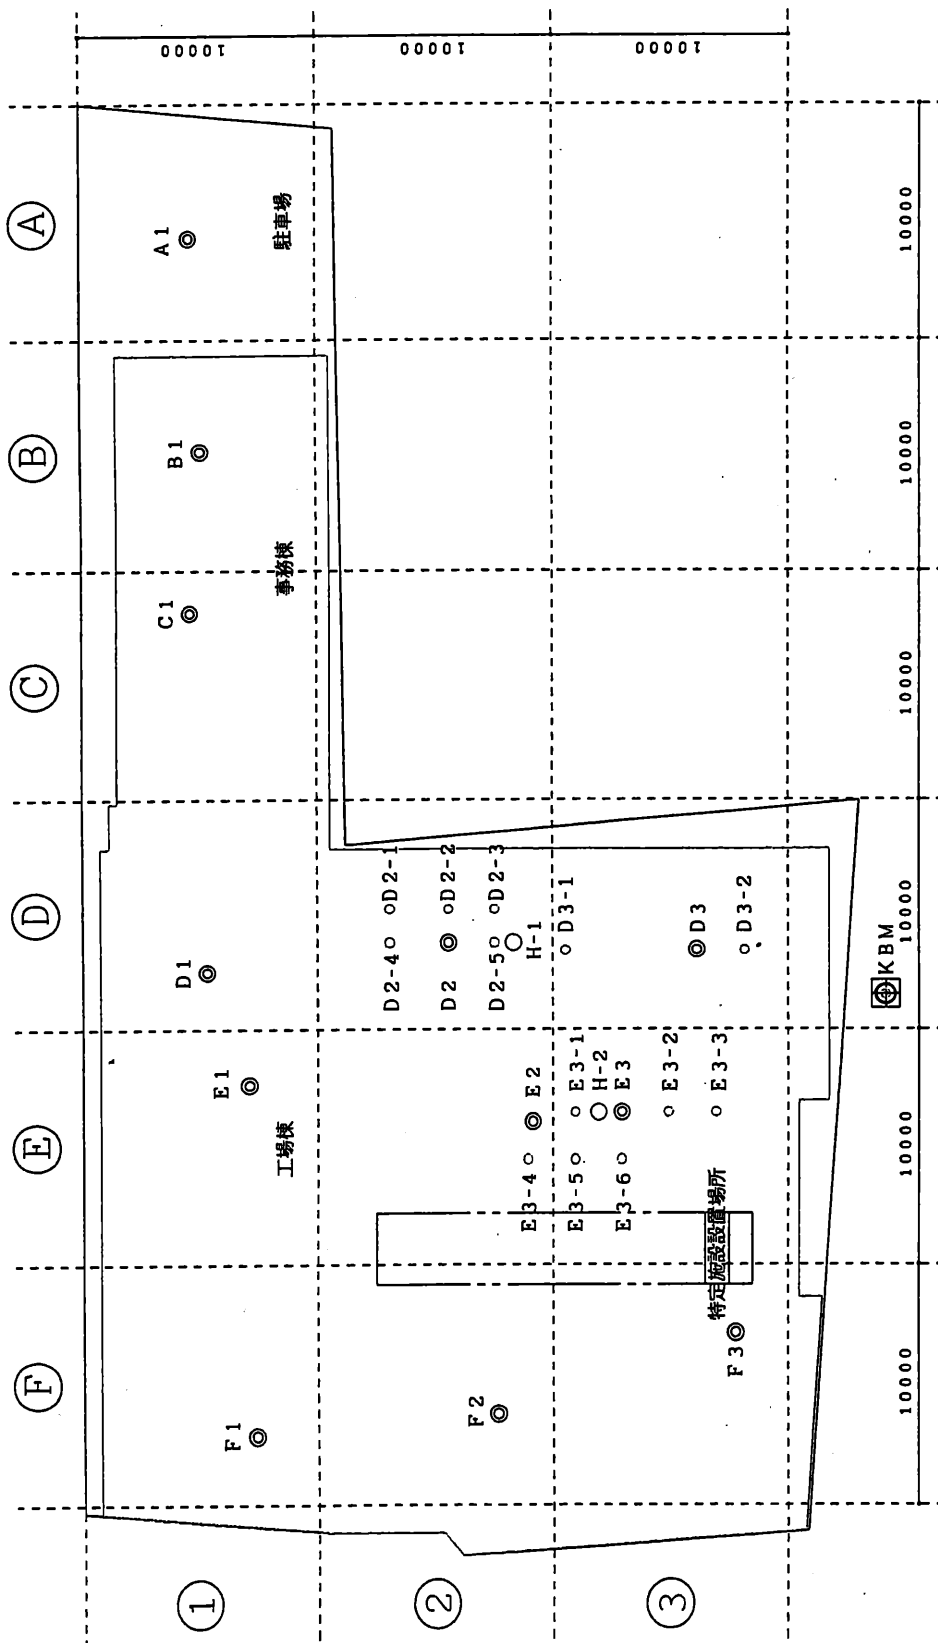 Ⓕ Ⓔ Ⓓ Ⓒ Ⓑ Ⓐ
①
F1
E1
D1
C1
B1
A1
工場棟
事務棟
駐車場
10000
②
D2-4
D2-1
D2
D2-2
D2-5
D2-3
F2
H-1
E3-4
E2
10000
③
D3-1
E3-5
E3-1
H-2
E3-6
E3
E3-2
D3
E3-3
D3-2
特定施設設置場所
F3
10000
KBM
10000 10000 10000 10000 10000 10000